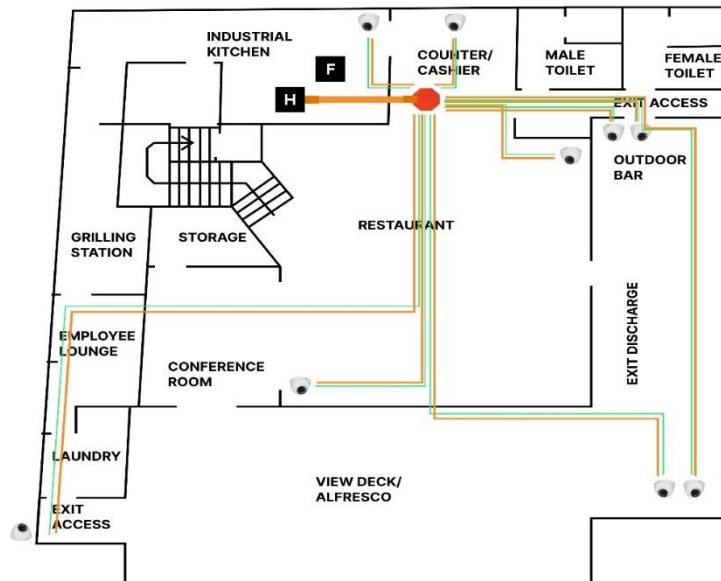 INDUSTRIAL
KITCHEN
F
H
COUNTER/
CASHIER
MALE
TOILET
FEMALE
TOILET
EXIT ACCESS
OUTDOOR
BAR
RESTAURANT
GRILLING
STATION
STORAGE
EXIT DISCHARGE
EMPLOYEE
LOUNGE
CONFERENCE
ROOM
LAUNDRY
VIEW DECK/
ALFRESCO
EXIT
ACCESS